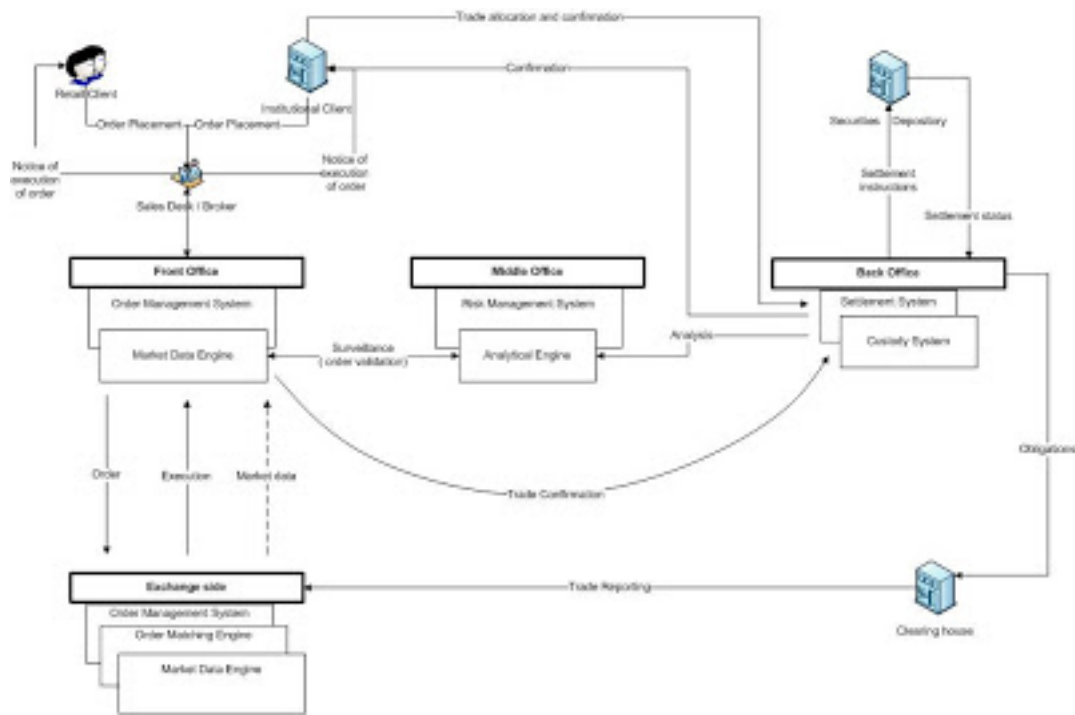 Trade allocation and confirmation
Confirmation
Retail Client
Institutional Client
Securities Depository
Order Placement
Order Placement
Notice of
execution
of order
Notice of
execution
of order
Settlement
instructions
Sales Desk / Broker
Settlement status
Front Office
Middle Office
Back Office
Order Management System
Risk Management System
Settlement System
Market Data Engine
Surveillance
( order validation)
Analytical Engine
Analysis
Custody System
Order
Execution
Market data
Obligations
Trade Confirmation
Exchange side
Trade Reporting
Order Management System
Order Matching Engine
Market Data Engine
Clearing house